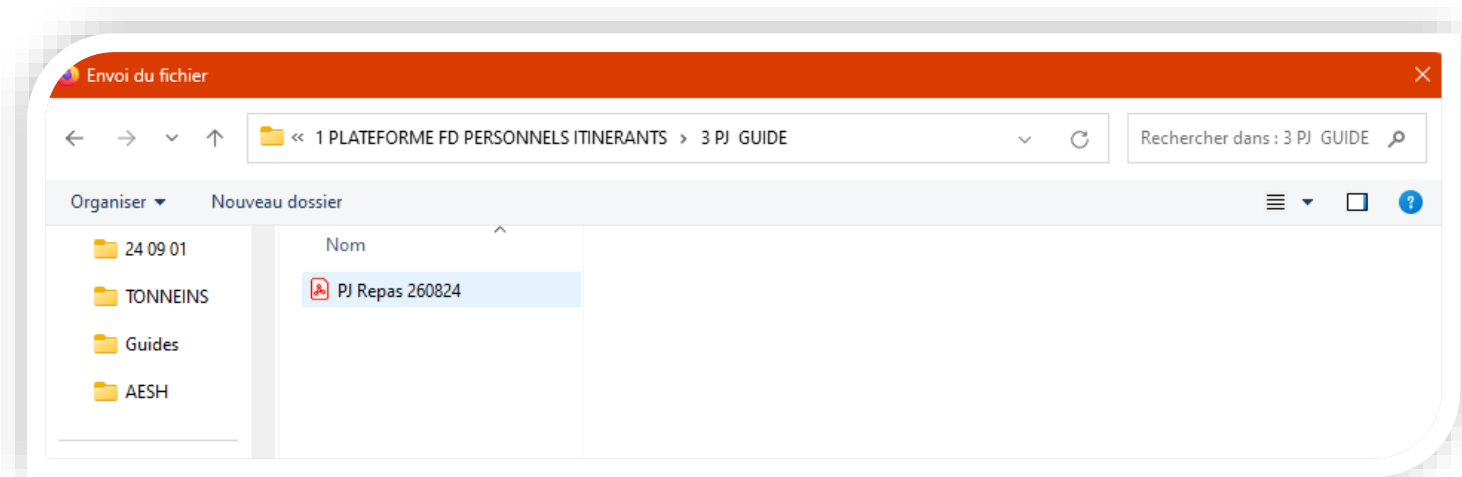 Envoi du fichier
« 1 PLATEFORME FD PERSONNELS ITINERANTS > 3 PJ GUIDE
Rechercher dans : 3 PJ GUIDE
Organiser
Nouveau dossier
24 09 01
TONNEINS
Guides
AESH
Nom
PJ Repas 260824